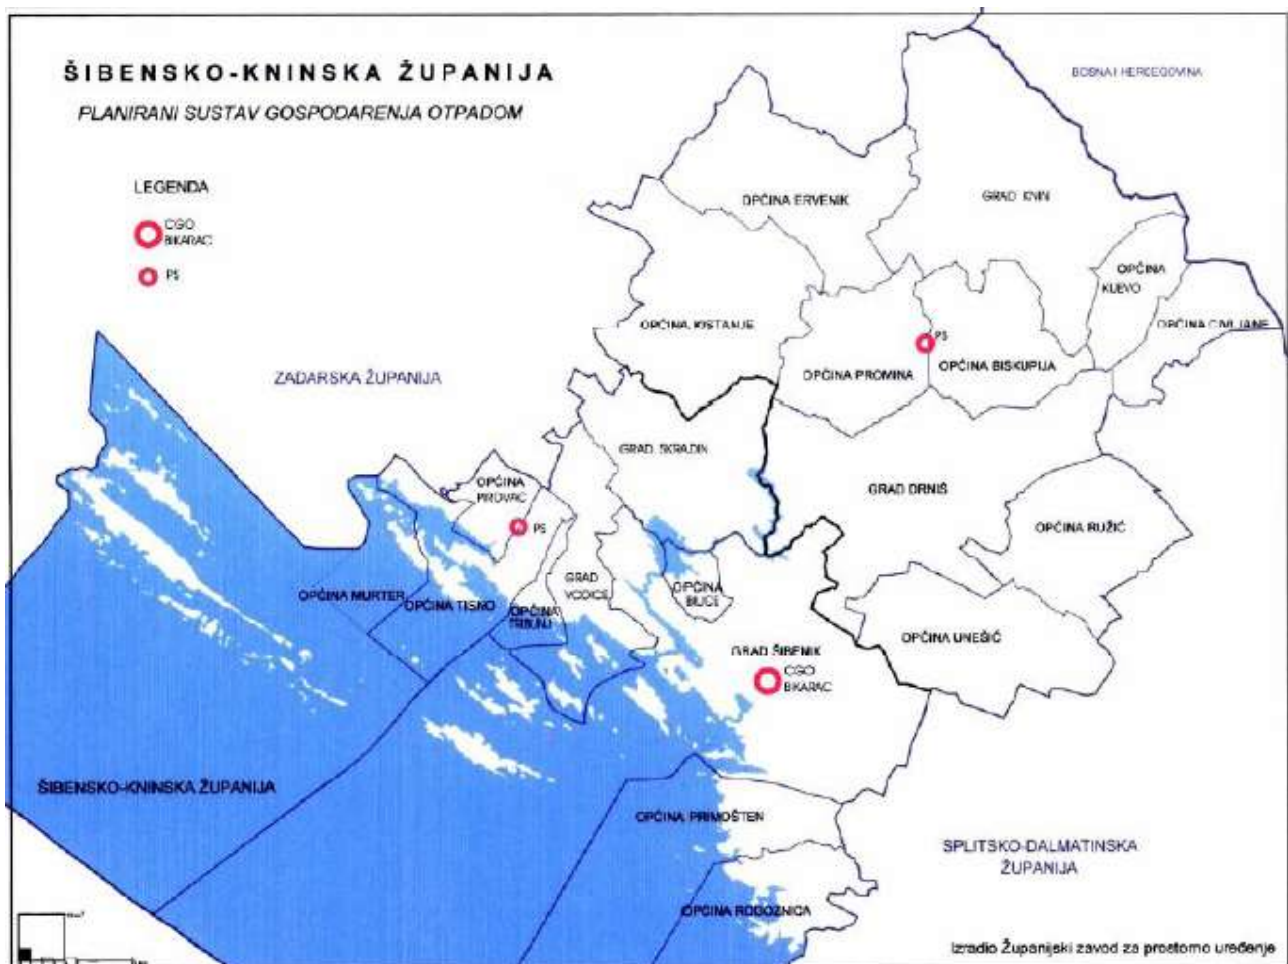 ŠIBENSKO-KNINSKA ŽUPANIJA
PLANIRANI SUSTAV GOSPODARENJA OTPADOM
BOSNA I HERCEGOVINA
LEGENDA
CGO
BIKARAC
PS
OPĆINA ERVENIK
GRAD KNIN
OPĆINA
KIJEVO
OPĆINA CIVLJANE
OPĆINA KISTANJE
PS
OPĆINA PROMINA
OPĆINA BISKUPIJA
ZADARSKA ŽUPANIJA
GRAD SKRADIN
OPĆINA
PIROVAC
PS
GRAD DRNIŠ
OPĆINA RUŽIĆ
OPĆINA MURTER
OPĆINA TISNO
OPĆINA
TRIBUNJ
GRAD
VODICE
OPĆINA
BILICE
OPĆINA UNEŠIĆ
GRAD ŠIBENIK
CGO
BIKARAC
ŠIBENSKO-KNINSKA ŽUPANIJA
OPĆINA PRIMOŠTEN
SPLITSKO-DALMATINSKA
ŽUPANIJA
OPĆINA ROGOZNICA
Izradio Županijski zavod za prostorno uređenje